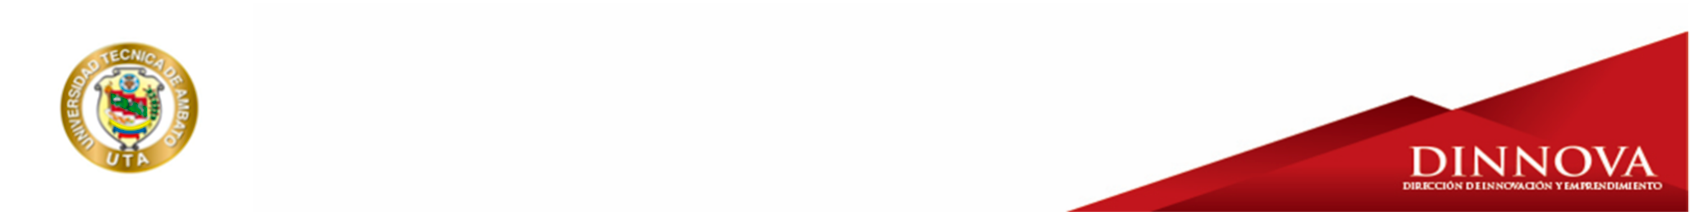 UNIVERSIDAD TECNICA DE AMBATO
UTA
DINNOVA
DIRECCIÓN DE INNOVACIÓN Y EMPRENDIMIENTO